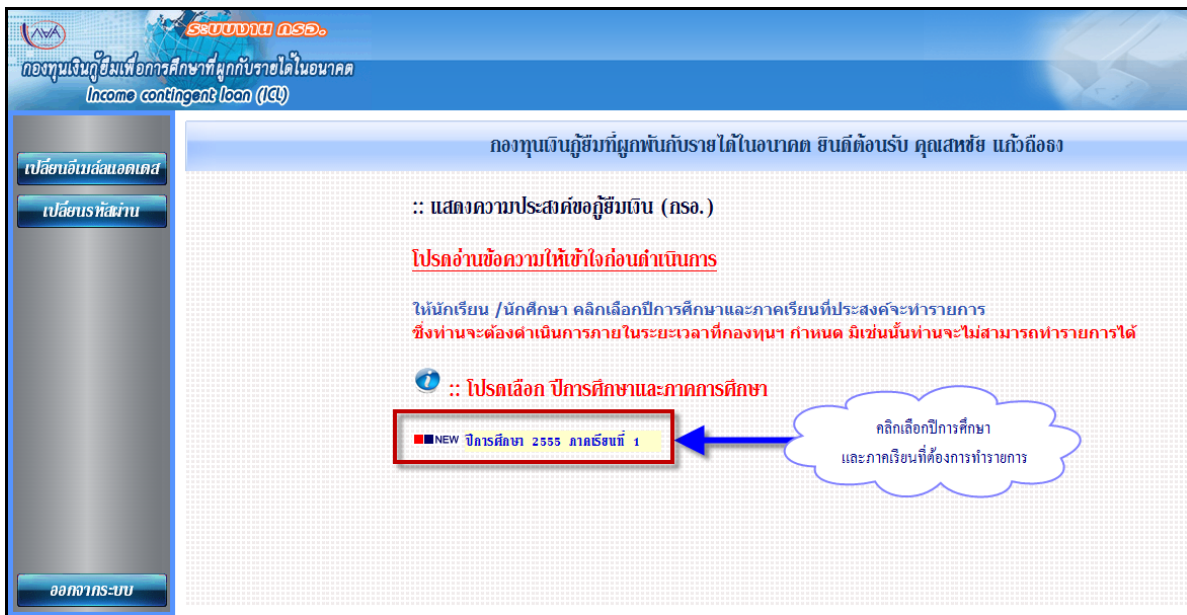 ระบบงาน กรอ.
กองทุนเงินกู้ยืมเพื่อการศึกษาที่ผูกกับรายได้ในอนาคต
Income contingent loan (ICL)
กองทุนเงินกู้ยืมที่ผูกพันกับรายได้ในอนาคต ยินดีต้อนรับ คุณสหชัย แก้วถือธง
เปลี่ยนอีเมล์แอดเดส
เปลี่ยนรหัสผ่าน
:: แสดงความประสงค์ขอกู้ยืมเงิน (กรอ.)
โปรดอ่านข้อความให้เข้าใจก่อนดำเนินการ
ให้นักเรียน /นักศึกษา คลิกเลือกปีการศึกษาและภาคเรียนที่ประสงค์จะทำรายการ
ซึ่งท่านจะต้องดำเนินการภายในระยะเวลาที่กองทุนฯ กำหนด มิเช่นนั้นท่านจะไม่สามารถทำรายการได้
:: โปรดเลือก ปีการศึกษาและภาคการศึกษา
NEW ปีการศึกษา 2555 ภาคเรียนที่ 1
คลิกเลือกปีการศึกษา
และภาคเรียนที่ต้องการทำรายการ
ออกจากระบบ